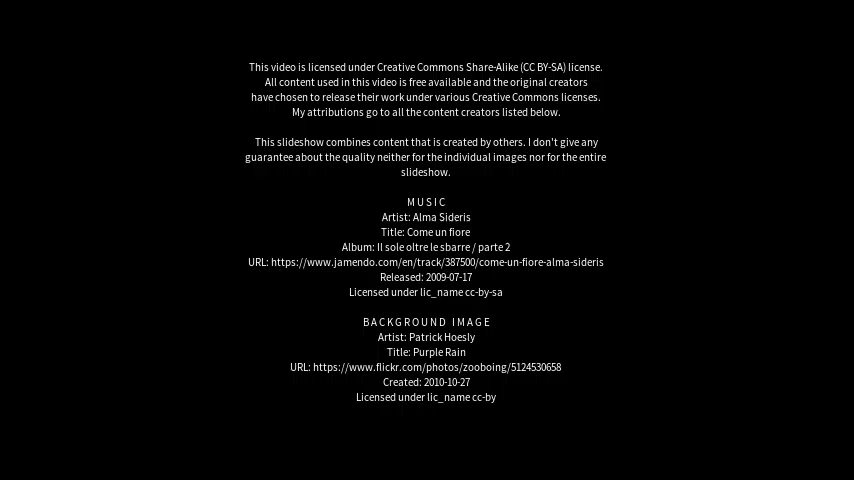 This video is licensed under Creative Commons Share-Alike (CC BY-SA) license.
All content used in this video is free available and the original creators
have chosen to release their work under various Creative Commons licenses.
My attributions go to all the content creators listed below.
This slideshow combines content that is created by others. I don't give any
guarantee about the quality neither for the individual images nor for the entire
slideshow.
MUSIC
Artist: Alma Sideris
Title: Come un fiore
Album: Il sole oltre le sbarre / parte 2
URL: https://www.jamendo.com/en/track/387500/come-un-fiore-alma-sideris
Released: 2009-07-17
Licensed under lic_name cc-by-sa
BACKGROUND IMAGE
Artist: Patrick Hoesly
Title: Purple Rain
URL: https://www.flickr.com/photos/zooboing/5124530658
Created: 2010-10-27
Licensed under lic_name cc-by